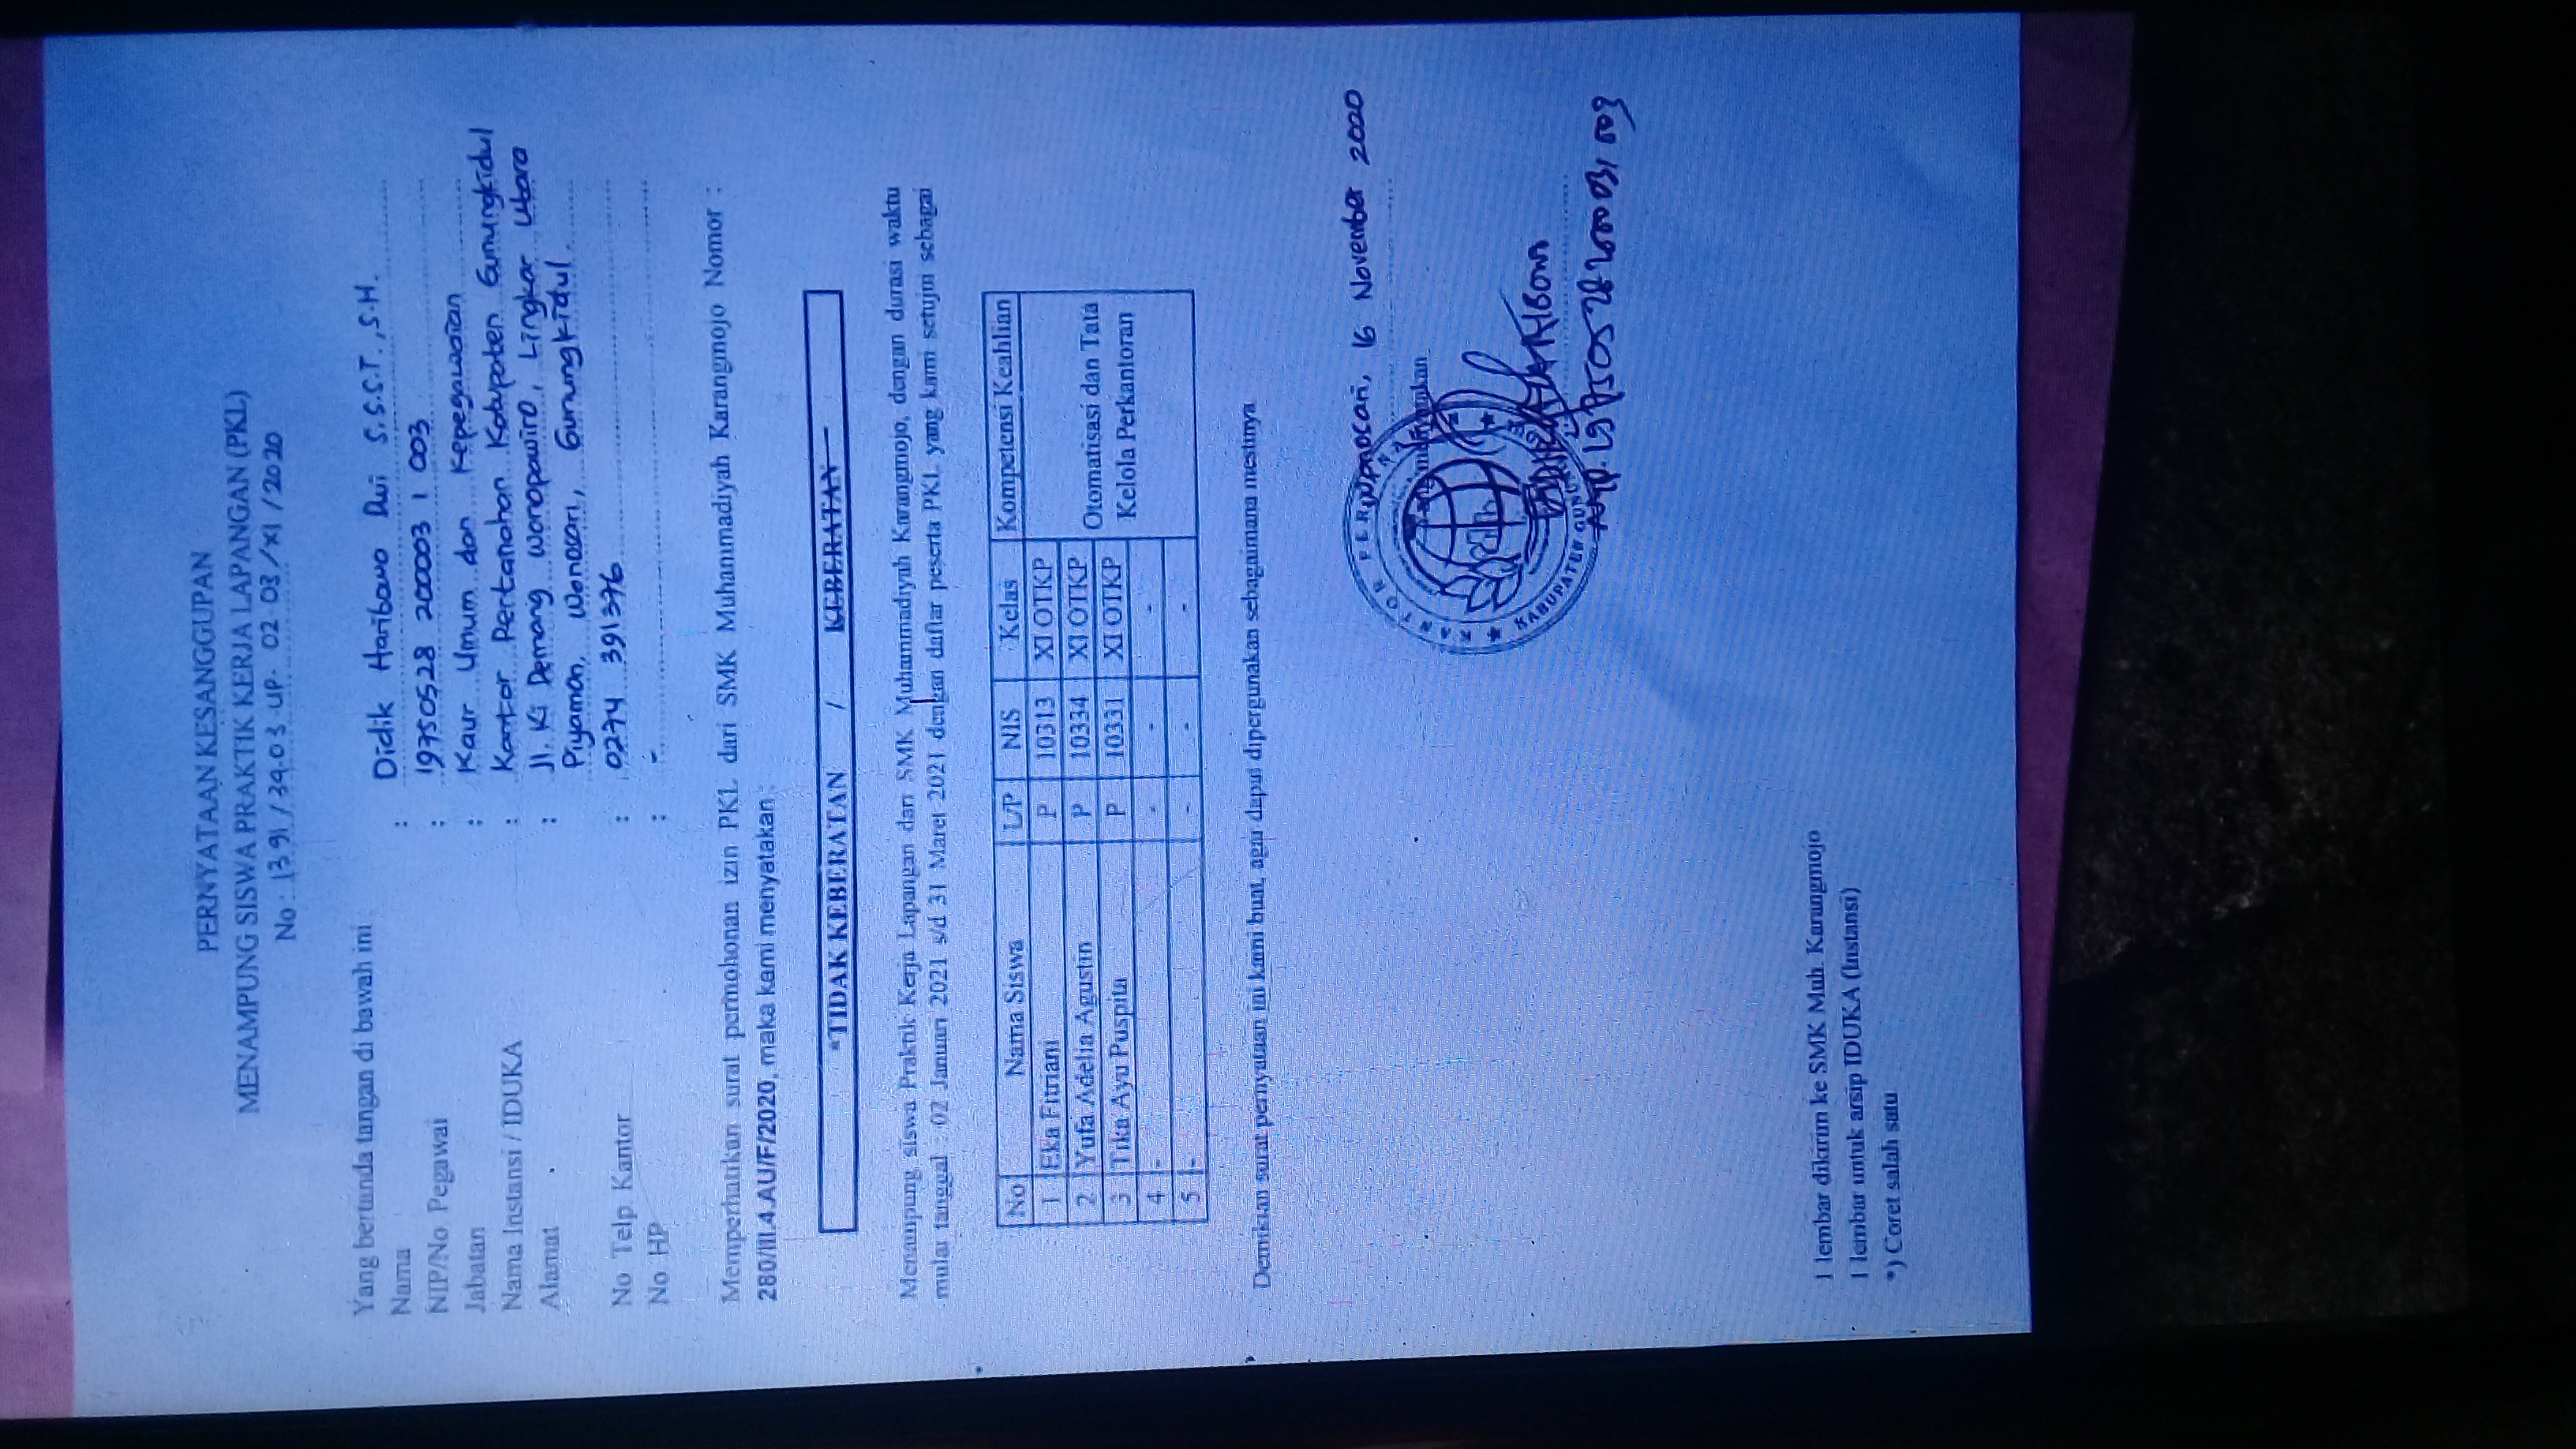 PERNYATAAN KESANGGUPAN
MENAMPUNG SISWA PRAKTIK KERJA LAPANGAN (PKL)
No : 1391/34.03-UP. 02.03/XI/2020
Yang bertanda tangan di bawah ini
Nama : Didik Haribowo Dwi S.S.S.T., S.H.
NIP/No. Pegawai : 19750528 200003 1 003
Jabatan : Kaur Umum dan Kepegawaian
Nama Instansi / IDUKA : Kantor Pertanahan Kabupaten Gunungkidul
Alamat : Jl. Ki Demang Wonopawiro, Lingkar Utara
Piyaman, Wonosari, Gunungkidul.
No Telp Kantor : 0274 391376
No HP : -
Memperhatikan surat permohonan izin PKL dari SMK Muhammadiyah Karangmojo Nomor :
280/III.4.AU/F/2020, maka kami menyatakan :
*TIDAK KEBERATAN / KEBERATAN
Menampung siswa Praktik Kerja Lapangan dari SMK Muhammadiyah Karangmojo, dengan durasi waktu
mulai tanggal : 02 Januari 2021 s/d 31 Maret 2021 dengan daftar peserta PKL yang kami setujui sebagai
No Nama Siswa L/P NIS Kelas Kompetensi Keahlian
1 Eka Fitriani P 10313 XI OTKP
2 Yufa Adelia Agustin P 10334 XI OTKP
3 Tika Ayu Puspita P 10331 XI OTKP
4 - - - -
5 - - - -
Otomatisasi dan Tata
Kelola Perkantoran
Demikian surat pernyataan ini kami buat, agar dapat dipergunakan sebagaimana mestinya
Wonosari, 16 November 2020
Yang menyatakan
KANTOR
KABUPATEN
NIP. 19750528 200003 1 003
1 lembar dikirim ke SMK Muh. Karangmojo
1 lembar untuk arsip IDUKA (Instansi)
*) Coret salah satu